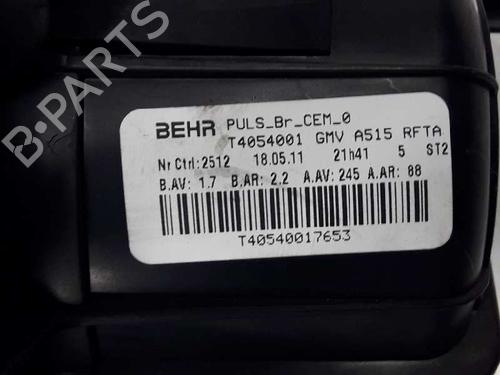 B-PARTS
BEHR PULS_Br_CEM_0
T4054001 GMV A515 RFTA
Nr Ctrl:2512 18.05.11 21h41 5 ST2
B.AV: 1.7 B.AR: 2.2 A.AV: 245 A.AR: 88
T40540017653